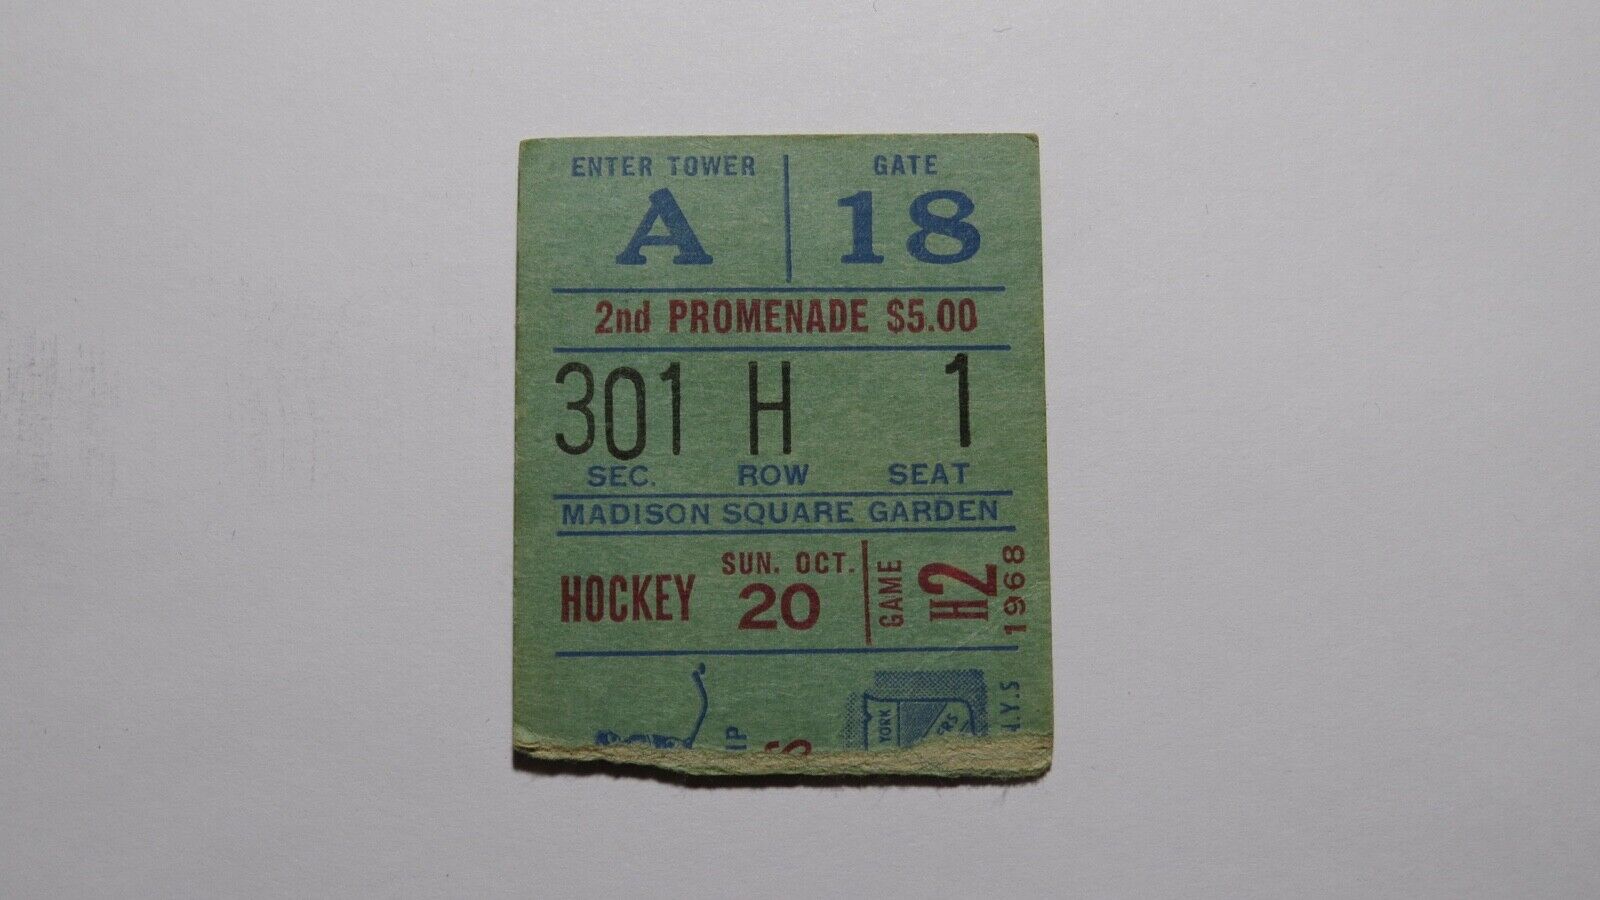 ENTER TOWER GATE
A 18
2nd PROMENADE $5.00
301 H 1
SEC. ROW SEAT
MADISON SQUARE GARDEN
HOCKEY SUN. OCT. 20 GAME H2 1968
YORK